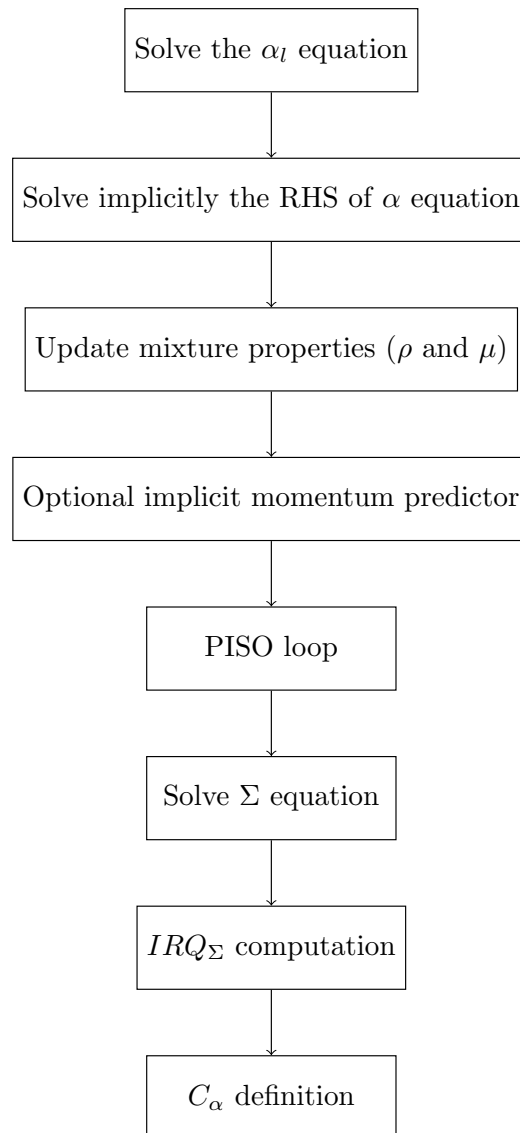 Solve the α_l equation
Solve implicitly the RHS of α equation
Update mixture properties (ρ and μ)
Optional implicit momentum predictor
PISO loop
Solve Σ equation
IRQ_Σ computation
C_α definition